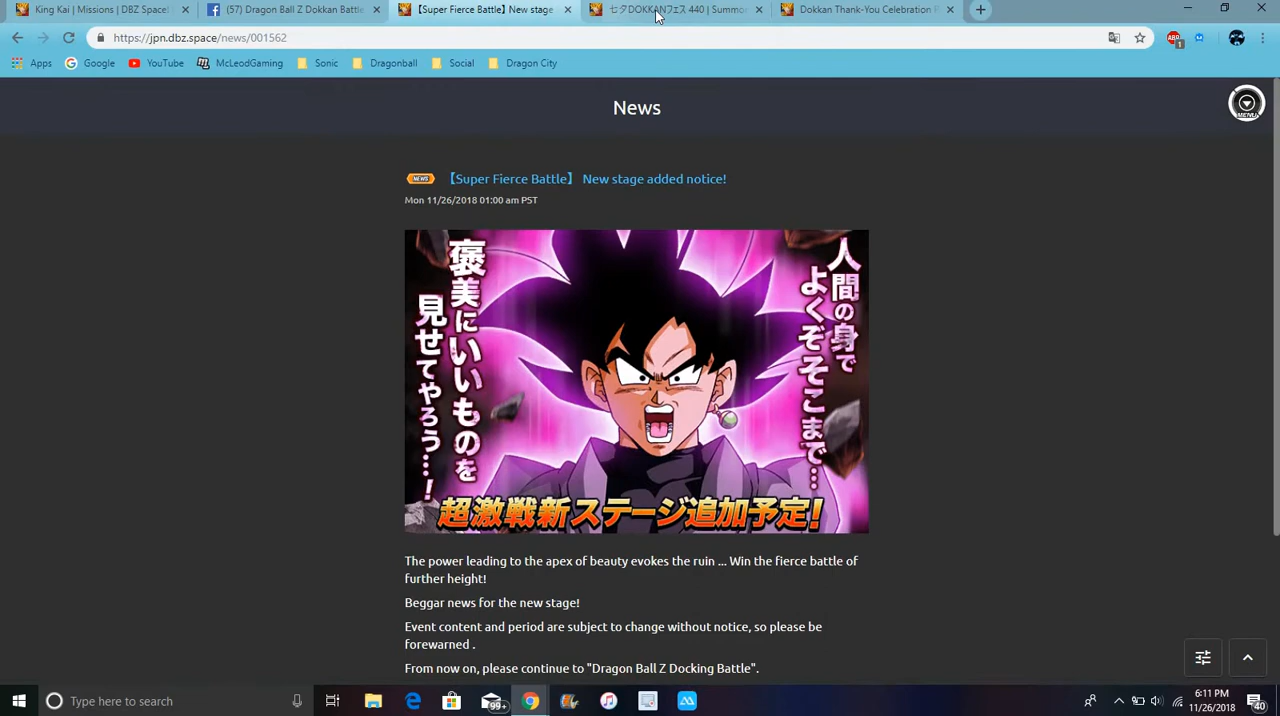 King Kai | Missions | DBZ Space!
(57) Dragon Ball Z Dokkan Battle
【Super Fierce Battle】 New stage
七夕DOKKANフェス 440 | Summon
Dokkan Thank-You Celebration R
https://jpn.dbz.space/news/001562
ABP
1
Apps
Google
YouTube
McLeodGaming
Sonic
Dragonball
Social
Dragon City
News
MENU
NEWS
【Super Fierce Battle】 New stage added notice!
Mon 11/26/2018 01:00 am PST
人間の身で
よくぞそこまで…
褒美にいいものを
見せてやろう…!
超激戦新ステージ追加予定!
The power leading to the apex of beauty evokes the ruin ... Win the fierce battle of
further height!
Beggar news for the new stage!
Event content and period are subject to change without notice, so please be
forewarned .
From now on, please continue to "Dragon Ball Z Docking Battle".
Type here to search
99+
6:11 PM
11/26/2018
40